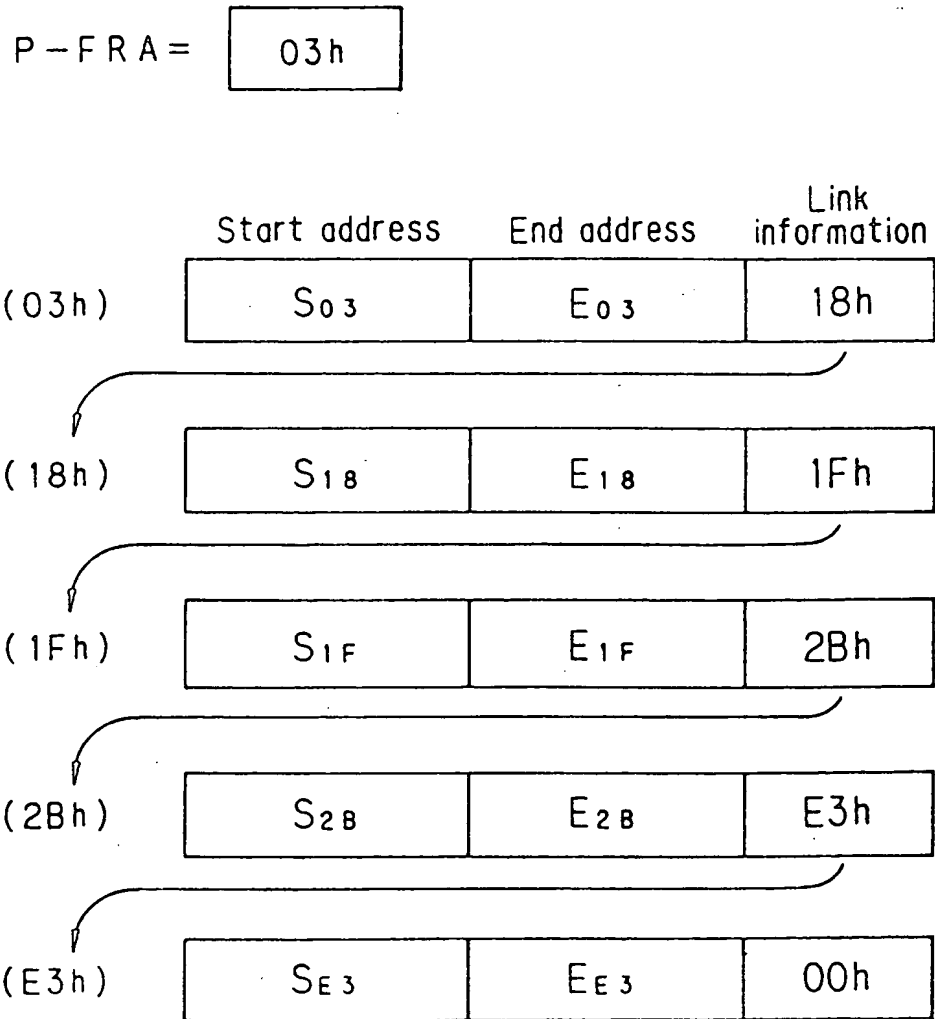 P-FRA= 03h
Link
Start address End address information
(03h) S03 E03 18h
(18h) S18 E18 1Fh
(1Fh) S1F E1F 2Bh
(2Bh) S2B E2B E3h
(E3h) SE3 EE3 00h